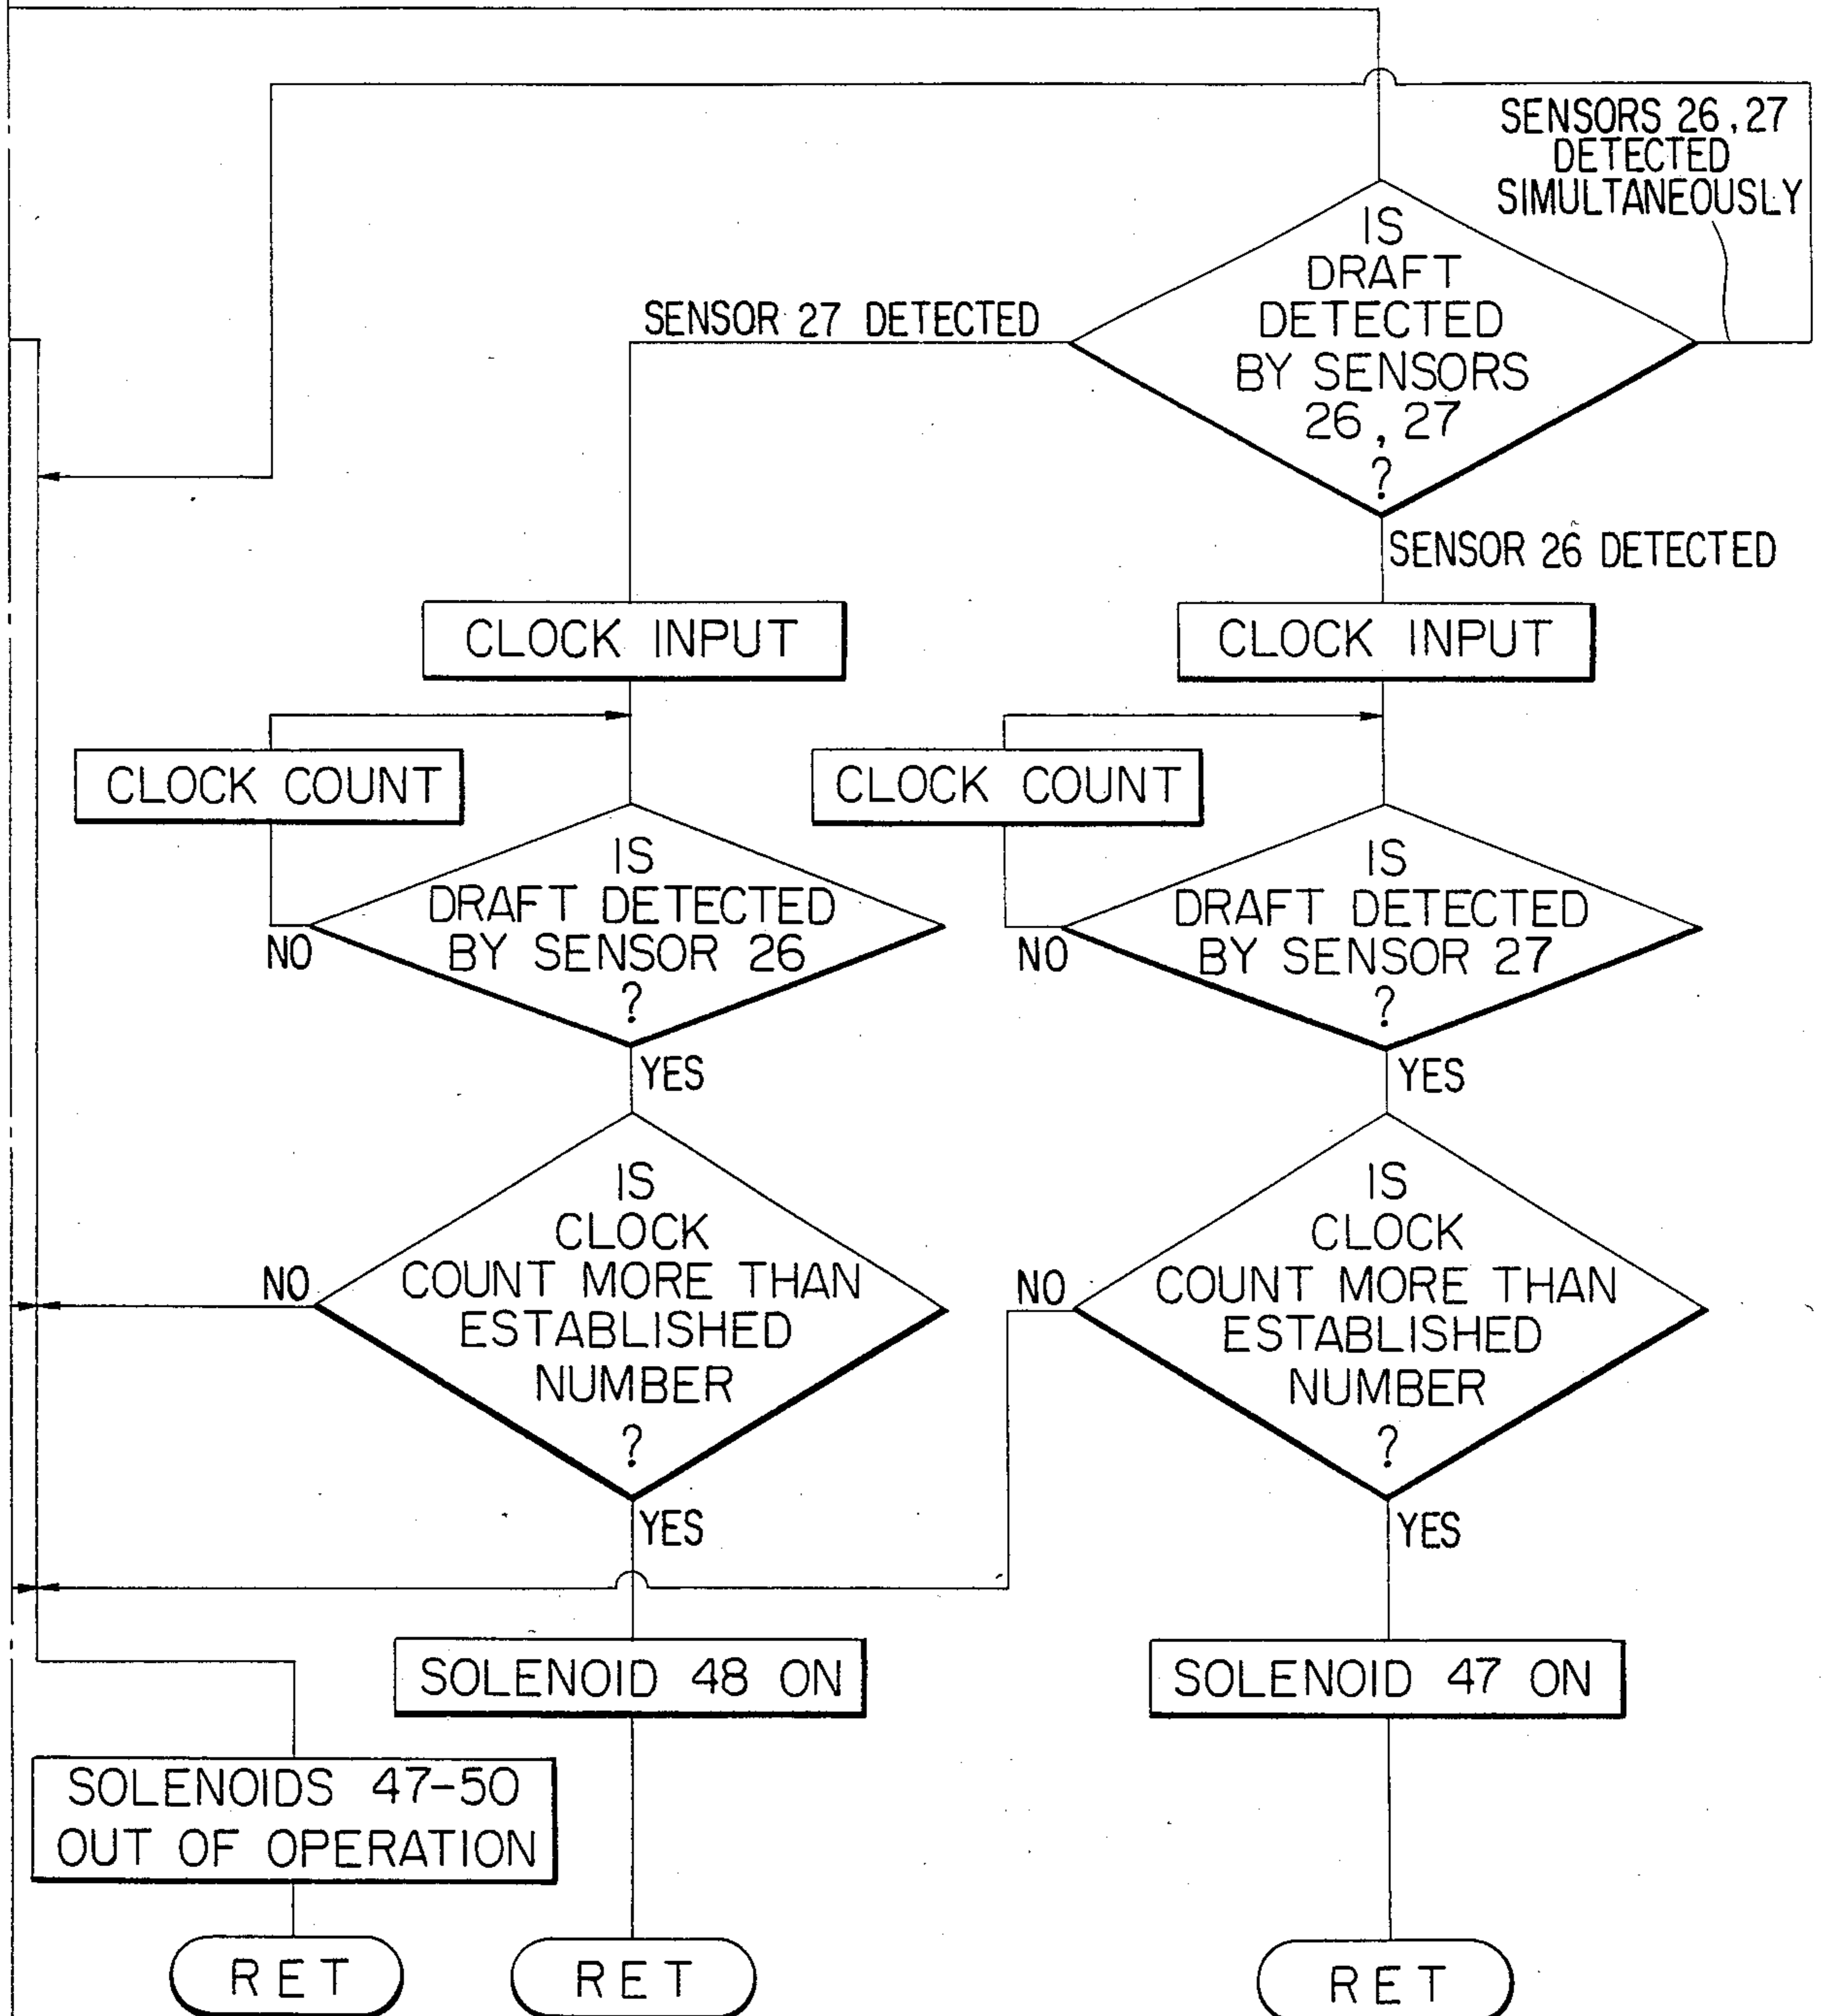 SENSORS 26, 27
DETECTED
SIMULTANEOUSLY
IS
DRAFT
DETECTED
BY SENSORS
26, 27
?
SENSOR 27 DETECTED
SENSOR 26 DETECTED
CLOCK INPUT
CLOCK INPUT
CLOCK COUNT
CLOCK COUNT
IS
DRAFT DETECTED
BY SENSOR 26
?
NO
YES
IS
DRAFT DETECTED
BY SENSOR 27
?
NO
YES
IS
CLOCK
COUNT MORE THAN
ESTABLISHED
NUMBER
?
NO
YES
IS
CLOCK
COUNT MORE THAN
ESTABLISHED
NUMBER
?
NO
YES
SOLENOID 48 ON
SOLENOID 47 ON
SOLENOIDS 47-50
OUT OF OPERATION
RET
RET
RET